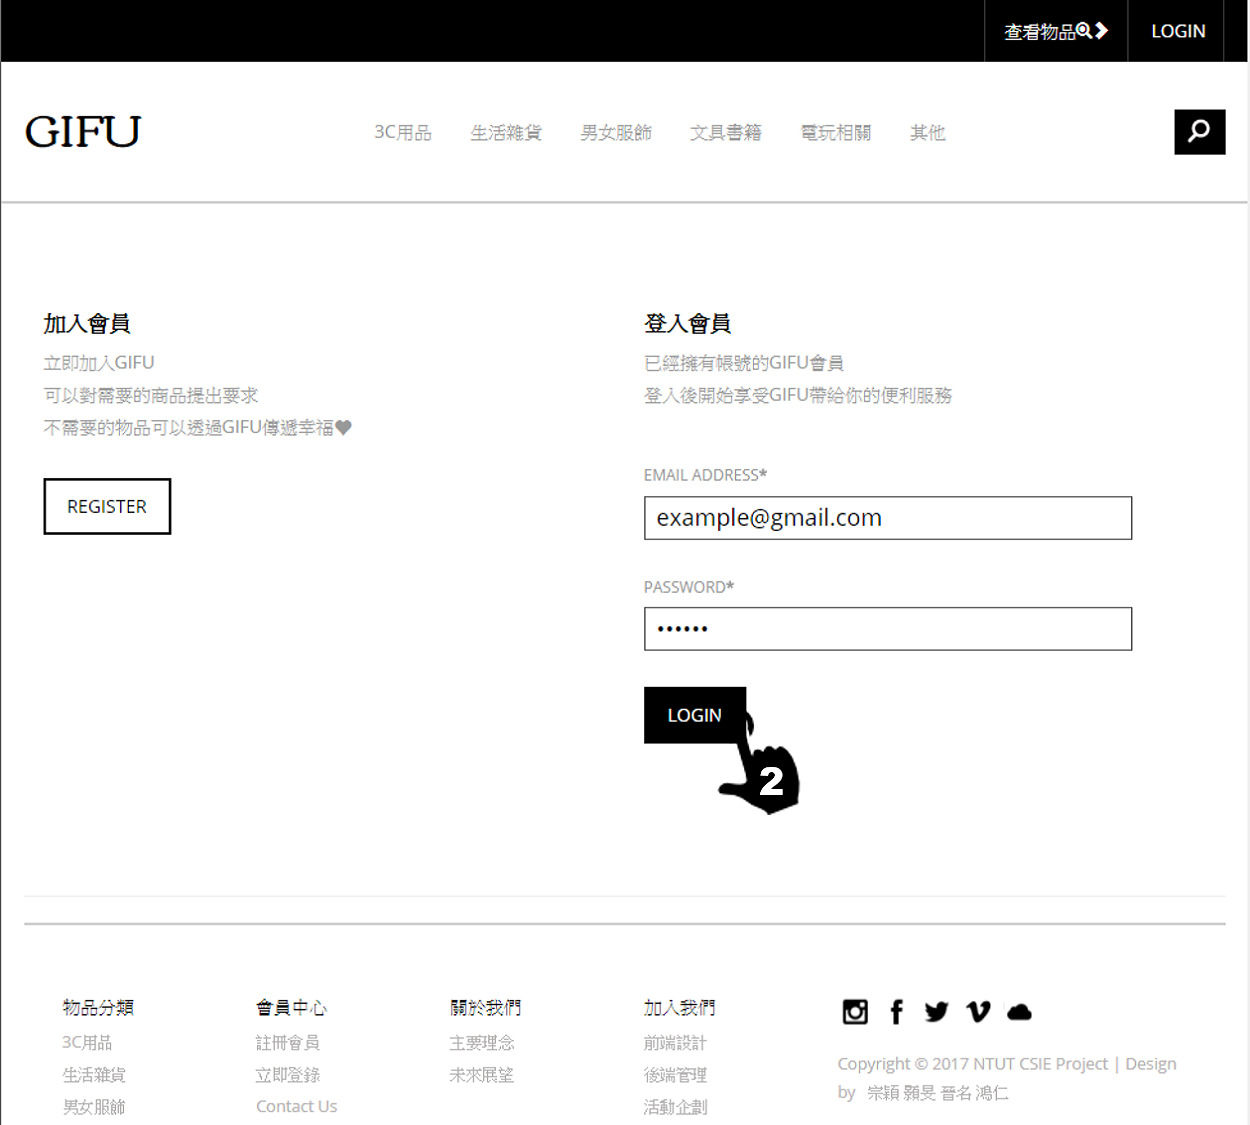 查看物品
LOGIN
GIFU
3C用品
生活雜貨
男女服飾
文具書籍
電玩相關
其他
加入會員
立即加入GIFU
可以對需要的商品提出要求
不需要的物品可以透過GIFU傳遞幸福♥
REGISTER
登入會員
已經擁有帳號的GIFU會員
登入後開始享受GIFU帶給你的便利服務
EMAIL ADDRESS*
example@gmail.com
PASSWORD*
••••••
LOGIN
2
物品分類
3C用品
生活雜貨
男女服飾
會員中心
註冊會員
立即登錄
Contact Us
關於我們
主要理念
未來展望
加入我們
前端設計
後端管理
活動企劃
Copyright © 2017 NTUT CSIE Project | Design
by 宗穎 顥旻 晉名 鴻仁